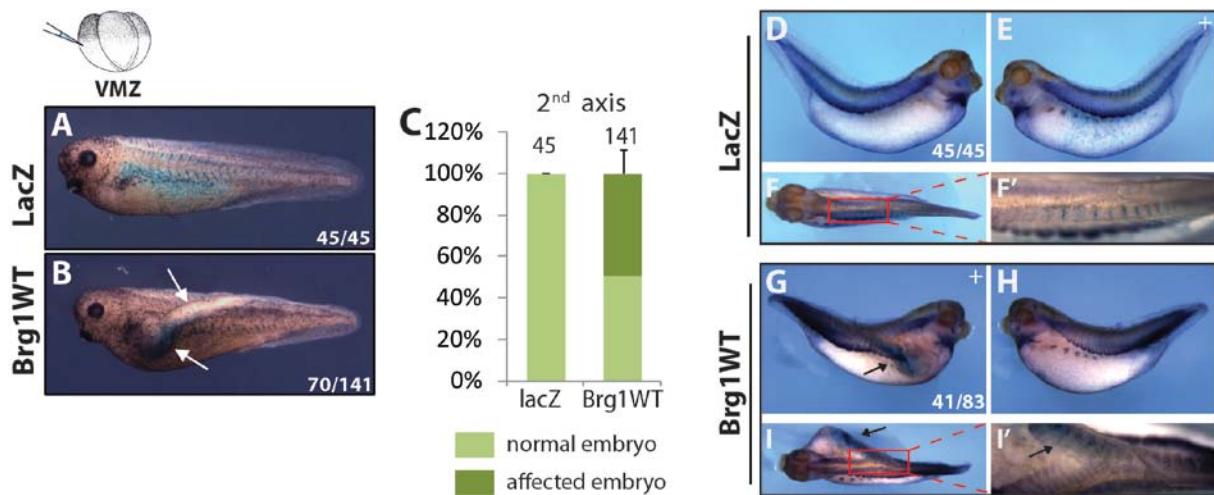 VMZ
LacZ
A
45/45
Brg1WT
B
70/141
C
2nd axis
120%
100%
80%
60%
40%
20%
0%
45
141
lacZ
Brg1WT
normal embryo
affected embryo
LacZ
D
45/45
E
+
F
F'
Brg1WT
G
+
41/83
H
I
I'